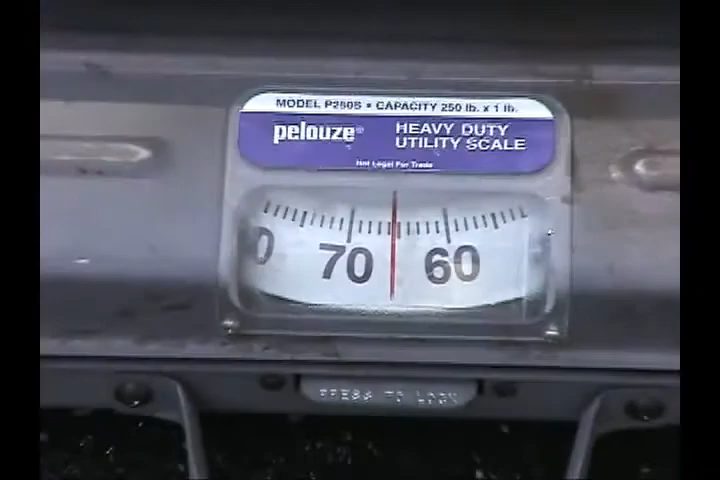 MODEL P250S • CAPACITY 250 lb. x 1 lb.
pelouze® HEAVY DUTY
UTILITY SCALE
Not Legal For Trade
0 70 60
PRESS TO LOCK